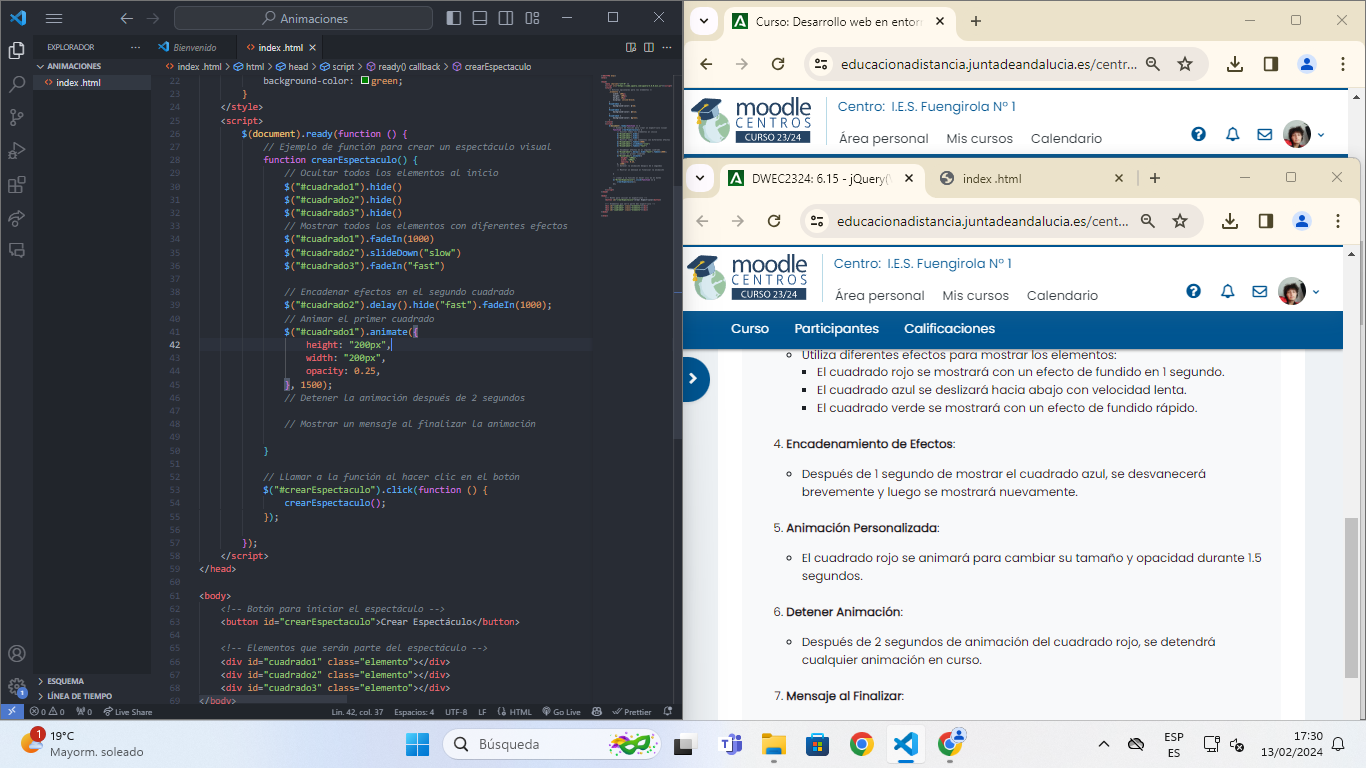 Animaciones
EXPLORADOR
ANIMACIONES
index .html
ESQUEMA
LÍNEA DE TIEMPO
Bienvenido
index .html
index .html > html > head > script > ready() callback > crearEspectaculo
22 background-color: green;
23 }
24 </style>
25 <script>
26 $(document).ready(function () {
27 // Ejemplo de función para crear un espectáculo visual
28 function crearEspectaculo() {
29 // Ocultar todos los elementos al inicio
30 $("#cuadrado1").hide()
31 $("#cuadrado2").hide()
32 $("#cuadrado3").hide()
33 // Mostrar todos los elementos con diferentes efectos
34 $("#cuadrado1").fadeIn(1000)
35 $("#cuadrado2").slideDown("slow")
36 $("#cuadrado3").fadeIn("fast")
37
38 // Encadenar efectos en el segundo cuadrado
39 $("#cuadrado2").delay().hide("fast").fadeIn(1000);
40 // Animar el primer cuadrado
41 $("#cuadrado1").animate({
42 height: "200px",
43 width: "200px",
44 opacity: 0.25,
45 }, 1500);
46 // Detener la animación después de 2 segundos
47
48 // Mostrar un mensaje al finalizar la animación
49
50 }
51
52 // Llamar a la función al hacer clic en el botón
53 $("#crearEspectaculo").click(function () {
54 crearEspectaculo();
55 });
56
57 });
58 </script>
59 </head>
60
61 <body>
62 <!-- Botón para iniciar el espectáculo -->
63 <button id="crearEspectaculo">Crear Espectáculo</button>
64
65 <!-- Elementos que serán parte del espectáculo -->
66 <div id="cuadrado1" class="elemento"></div>
67 <div id="cuadrado2" class="elemento"></div>
68 <div id="cuadrado3" class="elemento"></div>
69 </body>
0 0 0 Live Share Lín. 42, col. 37 Espacios: 4 UTF-8 LF HTML Go Live Prettier
Curso: Desarrollo web en entor
educacionadistancia.juntadeandalucia.es/centr...
moodle
CENTROS
CURSO 23/24
Centro: I.E.S. Fuengirola Nº 1
Área personal Mis cursos Calendario
DWEC2324: 6.15 - jQuery(
index .html
educacionadistancia.juntadeandalucia.es/cent...
moodle
CENTROS
CURSO 23/24
Centro: I.E.S. Fuengirola Nº 1
Área personal Mis cursos Calendario
Curso Participantes Calificaciones
Utiliza diferentes efectos para mostrar los elementos:
El cuadrado rojo se mostrará con un efecto de fundido en 1 segundo.
El cuadrado azul se deslizará hacia abajo con velocidad lenta.
El cuadrado verde se mostrará con un efecto de fundido rápido.
4. Encadenamiento de Efectos:
Después de 1 segundo de mostrar el cuadrado azul, se desvanecerá
brevemente y luego se mostrará nuevamente.
5. Animación Personalizada:
El cuadrado rojo se animará para cambiar su tamaño y opacidad durante 1.5
segundos.
6. Detener Animación:
Después de 2 segundos de animación del cuadrado rojo, se detendrá
cualquier animación en curso.
7. Mensaje al Finalizar:
1
1
19°C
Mayorm. soleado
Búsqueda
ESP
ES
17:30
13/02/2024